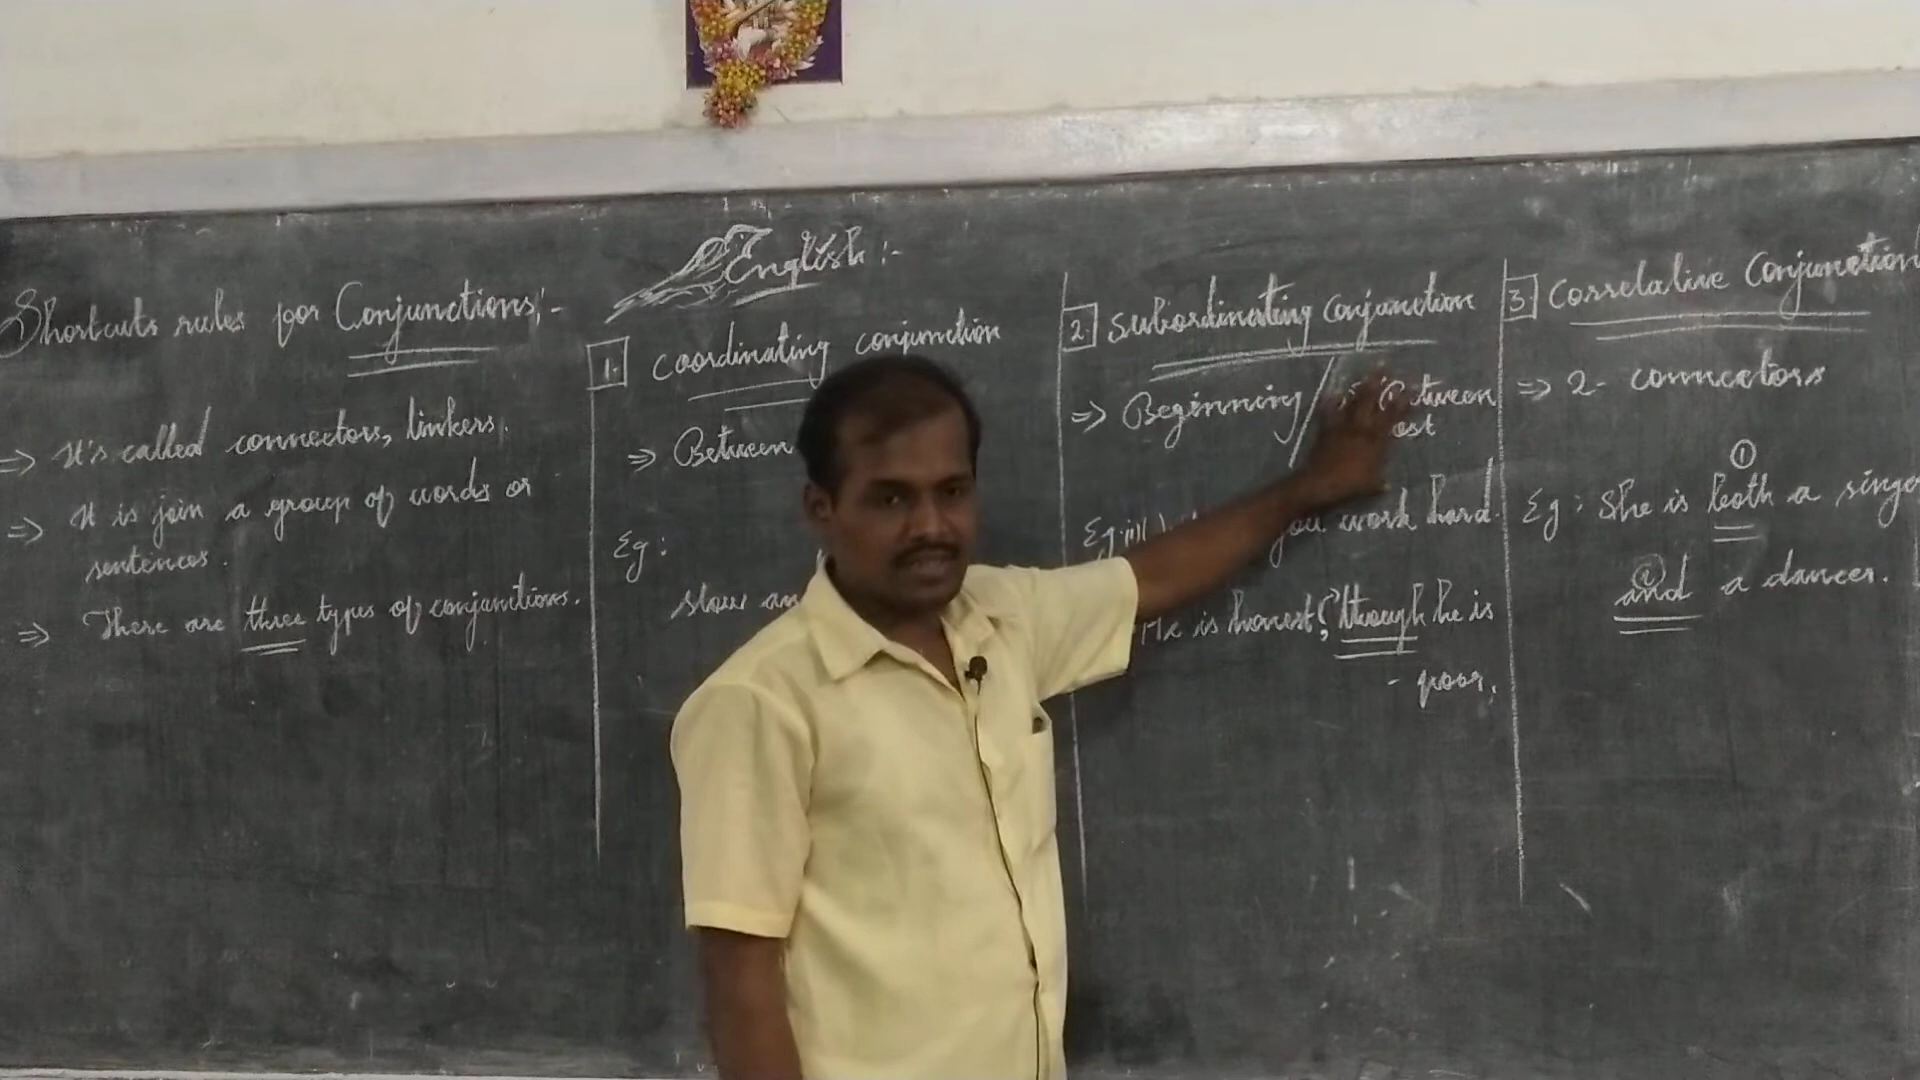 English :-
Shortcuts rules for Conjunctions:-
=> It's called connectors, linkers.
=> It is join a group of words or
sentences.
=> There are three types of conjunctions.
1. Coordinating conjunction
=> Between
Eg:
Slow
2. Subordinating Conjunction
=> Beginning / Between
Eg: you work hard.
He is honest, though he is
- poor.
3. Correlative Conjunction
=> 2- connectors
1
Eg: She is both a singer
2
and a dancer.